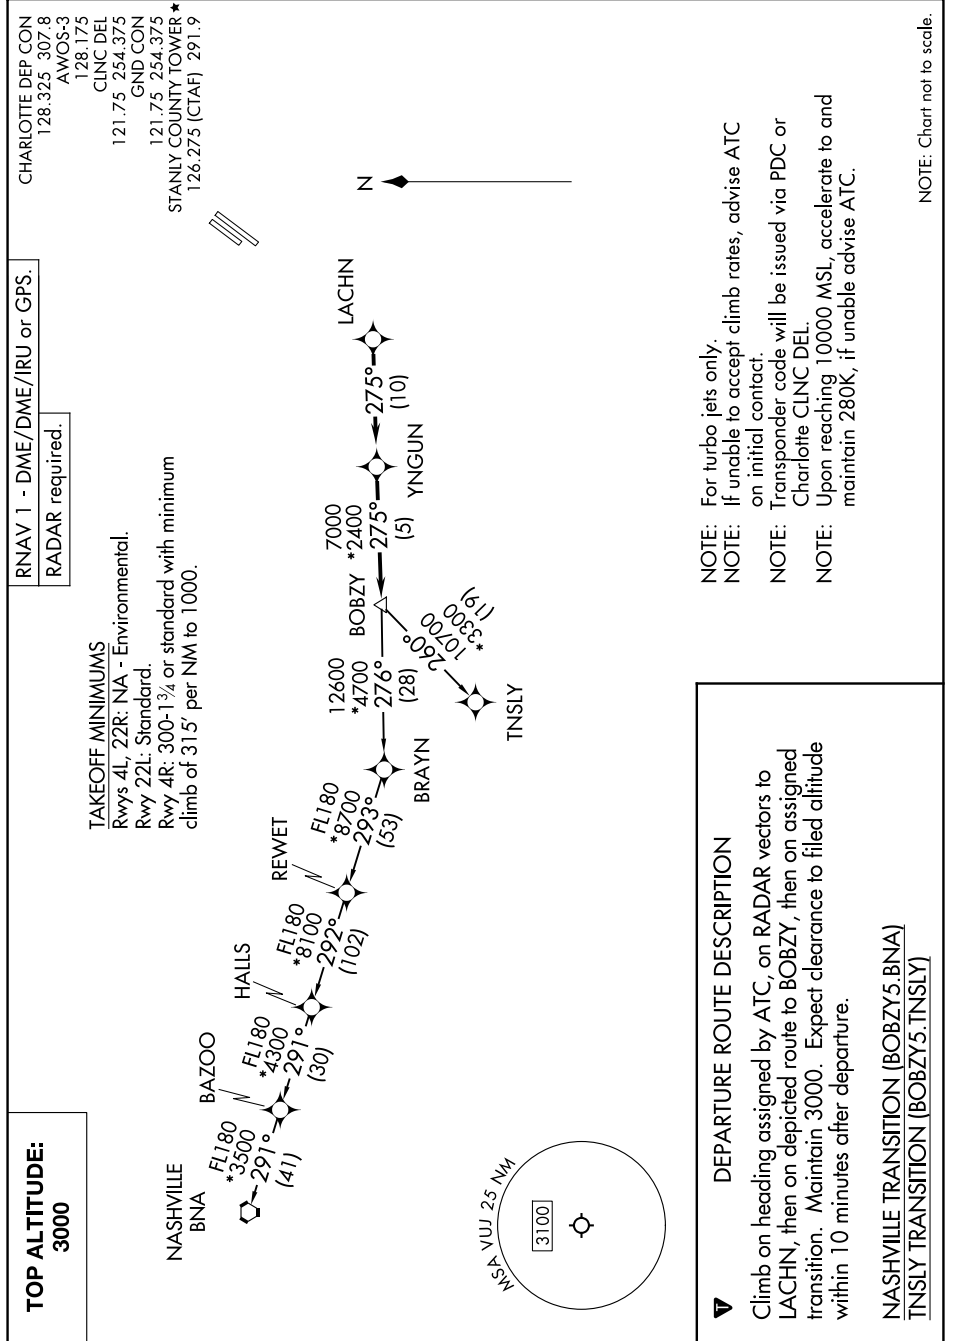 TOP ALTITUDE:
3000
RNAV 1 - DME/DME/IRU or GPS.
RADAR required.
CHARLOTTE DEP CON
128.325 307.8
AWOS-3
128.175
CLNC DEL
121.75 254.375
GND CON
121.75 254.375
STANLY COUNTY TOWER ★
126.275 (CTAF) 291.9
TAKEOFF MINIMUMS
Rwys 4L, 22R: NA - Environmental.
Rwy 22L: Standard.
Rwy 4R: 300-1¾ or standard with minimum
climb of 315' per NM to 1000.
NASHVILLE
BNA
FL180
*3500
291°
(41)
BAZOO
FL180
*4300
291°
(30)
HALLS
FL180
*8100
292°
(102)
REWET
FL180
*8700
293°
(53)
BRAYN
12600
*4700
276°
(28)
BOBZY
7000
*2400
275°
(5)
YNGUN
275°
(10)
LACHN
N
260°
10700
*3300
(19)
TNSLY
MSA VUJ 25 NM
3100
NOTE: For turbo jets only.
NOTE: If unable to accept climb rates, advise ATC
on initial contact.
NOTE: Transponder code will be issued via PDC or
Charlotte CLNC DEL.
NOTE: Upon reaching 10000 MSL, accelerate to and
maintain 280K, if unable advise ATC.
NOTE: Chart not to scale.
T
DEPARTURE ROUTE DESCRIPTION
Climb on heading assigned by ATC, on RADAR vectors to
LACHN, then on depicted route to BOBZY, then on assigned
transition. Maintain 3000. Expect clearance to filed altitude
within 10 minutes after departure.
NASHVILLE TRANSITION (BOBZY5.BNA)
TNSLY TRANSITION (BOBZY5.TNSLY)